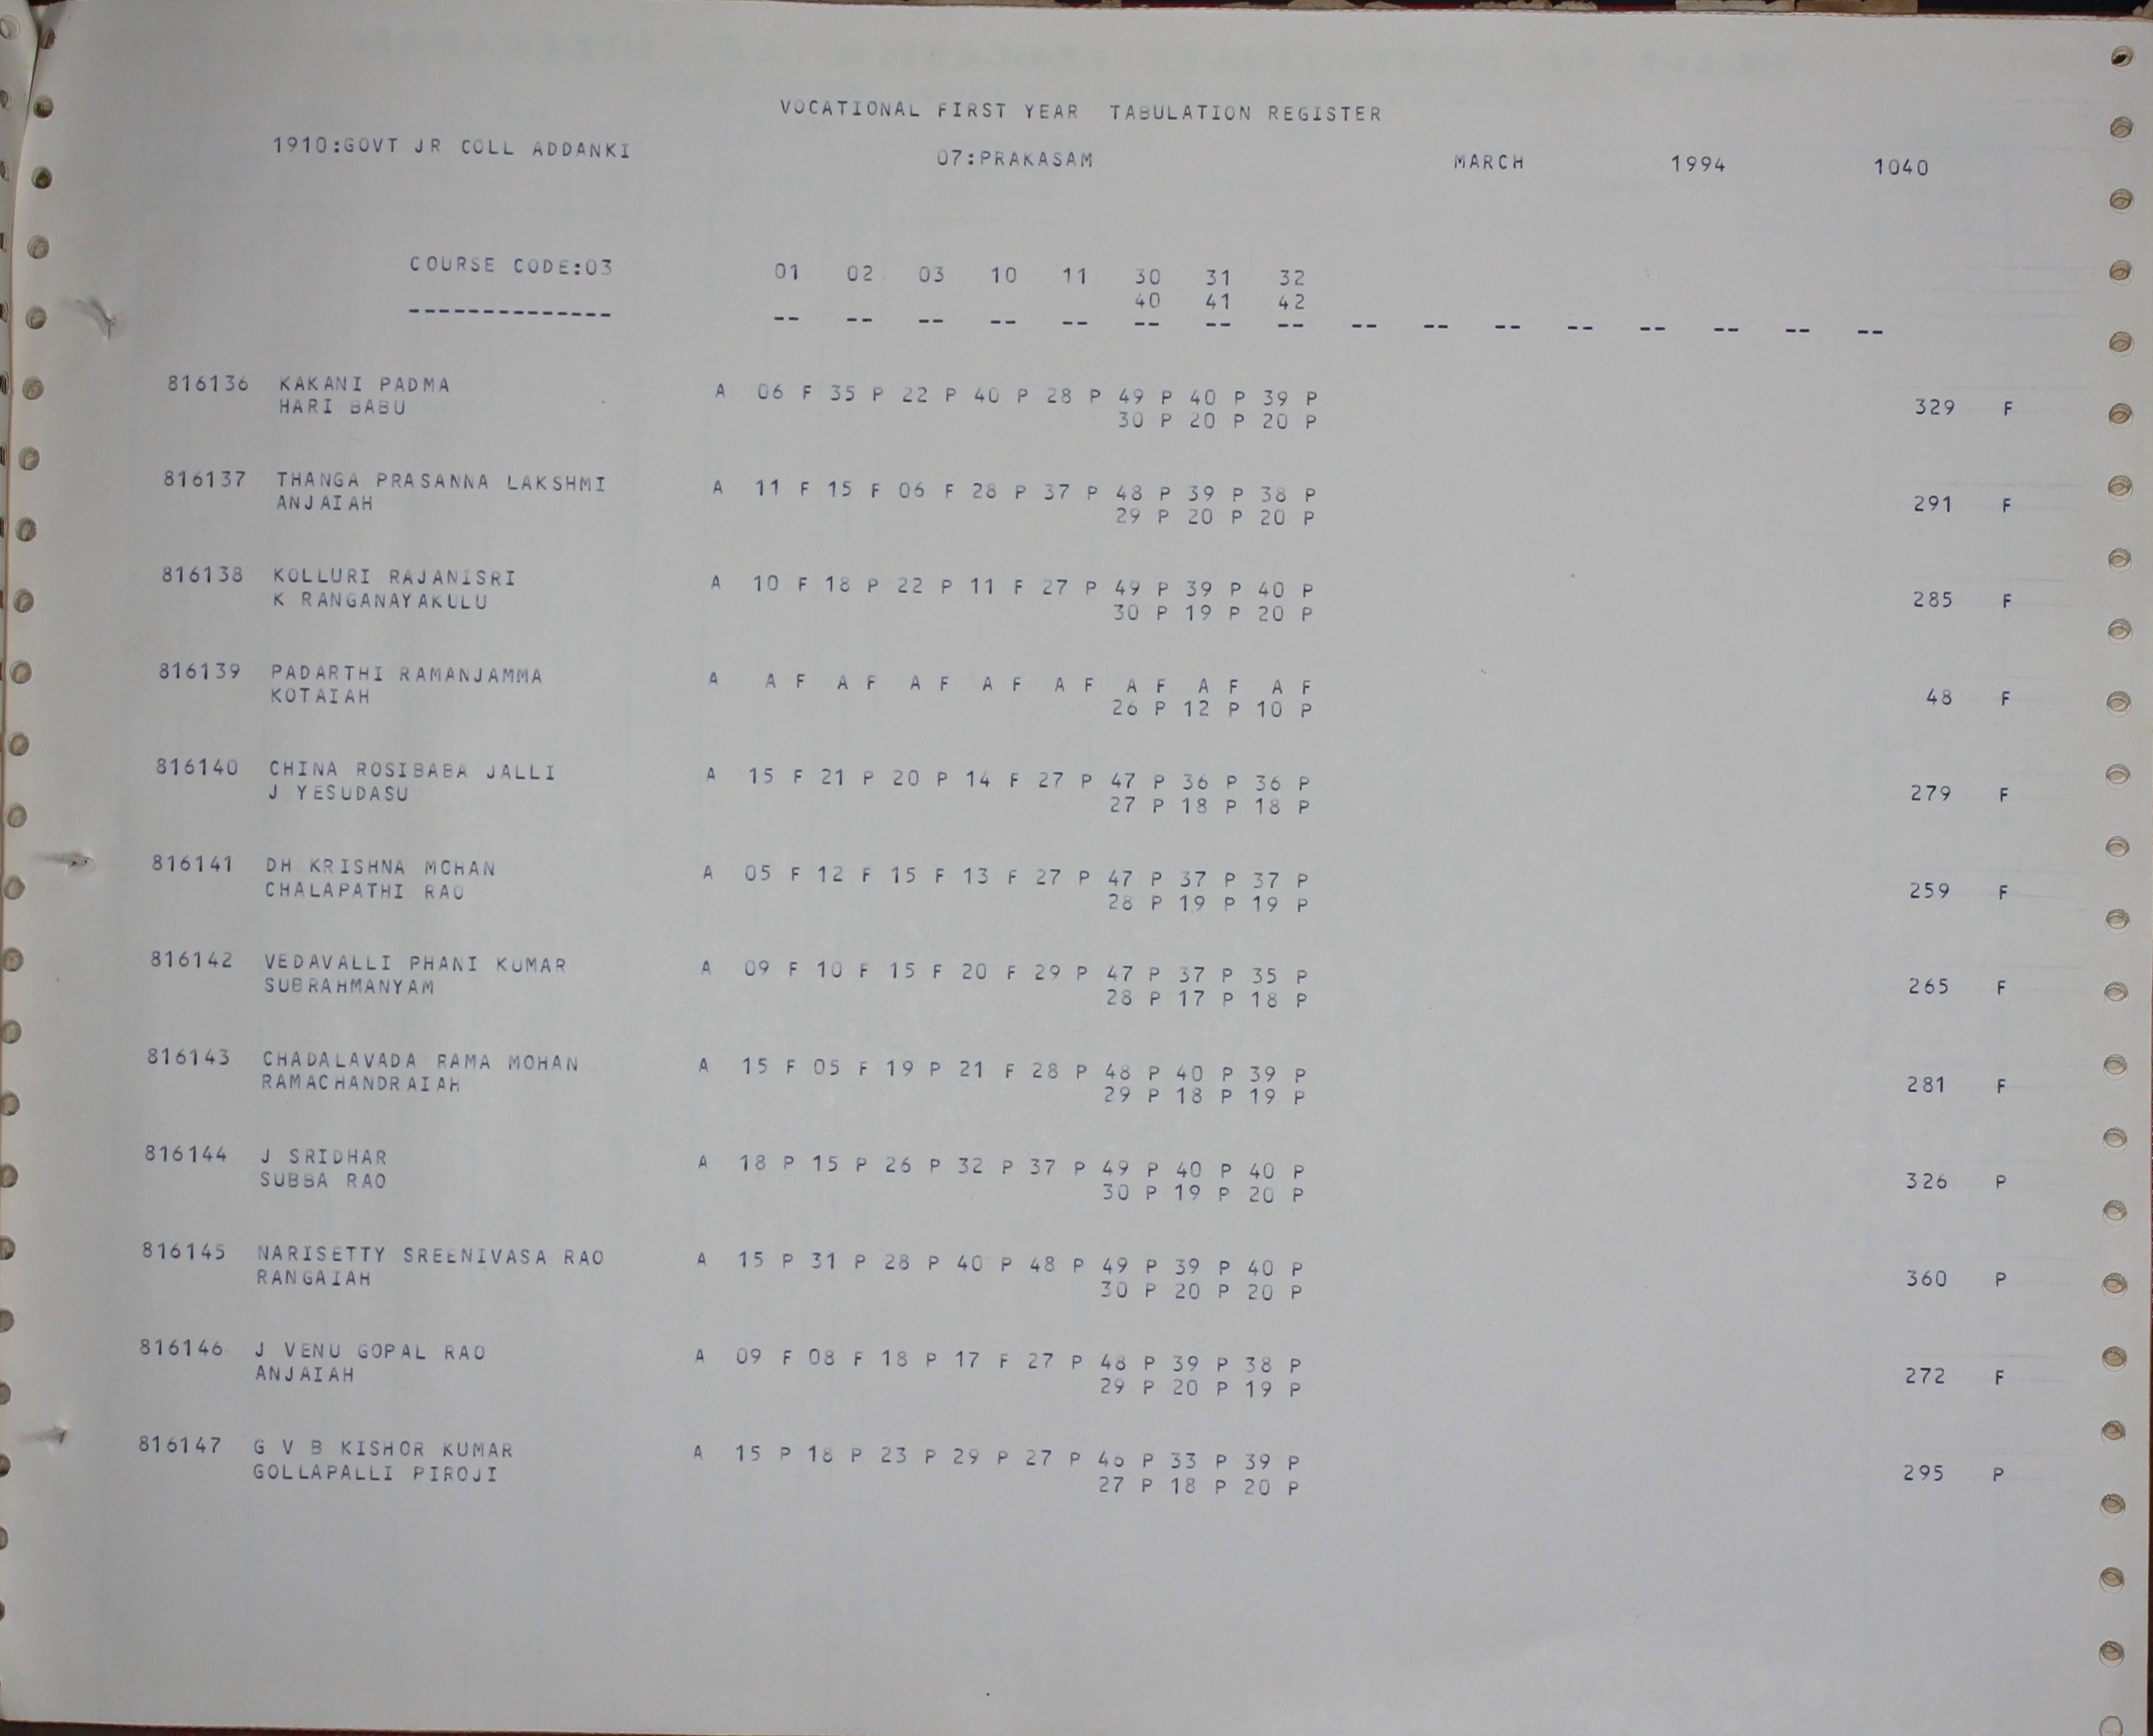 VOCATIONAL FIRST YEAR TABULATION REGISTER
1910:GOVT JR COLL ADDANKI 07:PRAKASAM MARCH 1994 1040
COURSE CODE:03 01 02 03 10 11 30 31 32
40 41 42
-------------- -- -- -- -- -- -- -- -- -- -- -- -- -- -- -- --
816136 KAKANI PADMA A 06 F 35 P 22 P 40 P 28 P 49 P 40 P 39 P
HARI BABU 30 P 20 P 20 P 329 F
816137 THANGA PRASANNA LAKSHMI A 11 F 15 F 06 F 28 P 37 P 48 P 39 P 38 P
ANJAIAH 29 P 20 P 20 P 291 F
816138 KOLLURI RAJANISRI A 10 F 18 P 22 P 11 F 27 P 49 P 39 P 40 P
K RANGANAYAKULU 30 P 19 P 20 P 285 F
816139 PADARTHI RAMANJAMMA A A F A F A F A F A F A F A F A F
KOTAIAH 26 P 12 P 10 P 48 F
816140 CHINA ROSIBABA JALLI A 15 F 21 P 20 P 14 F 27 P 47 P 36 P 36 P
J YESUDASU 27 P 18 P 18 P 279 F
816141 DH KRISHNA MOHAN A 05 F 12 F 15 F 13 F 27 P 47 P 37 P 37 P
CHALAPATHI RAO 28 P 19 P 19 P 259 F
816142 VEDAVALLI PHANI KUMAR A 09 F 10 F 15 F 20 F 29 P 47 P 37 P 35 P
SUBRAHMANYAM 28 P 17 P 18 P 265 F
816143 CHADALAVADA RAMA MOHAN A 15 F 05 F 19 P 21 F 28 P 48 P 40 P 39 P
RAMACHANDRAIAH 29 P 18 P 19 P 281 F
816144 J SRIDHAR A 18 P 15 P 26 P 32 P 37 P 49 P 40 P 40 P
SUBBA RAO 30 P 19 P 20 P 326 P
816145 NARISETTY SREENIVASA RAO A 15 P 31 P 28 P 40 P 48 P 49 P 39 P 40 P
RANGAIAH 30 P 20 P 20 P 360 P
816146 J VENU GOPAL RAO A 09 F 08 F 18 P 17 F 27 P 48 P 39 P 38 P
ANJAIAH 29 P 20 P 19 P 272 F
816147 G V B KISHOR KUMAR A 15 P 18 P 23 P 29 P 27 P 46 P 33 P 39 P
GOLLAPALLI PIROJI 27 P 18 P 20 P 295 P